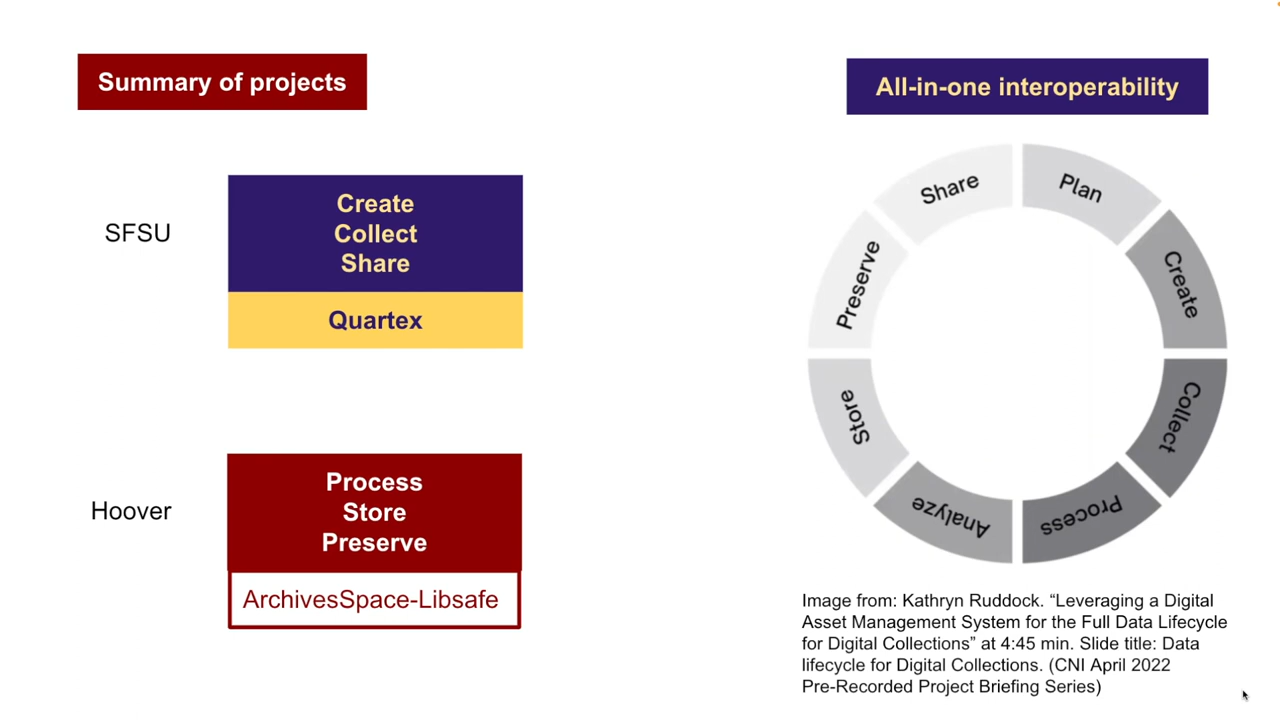 Summary of projects
SFSU
Create
Collect
Share
Quartex
Hoover
Process
Store
Preserve
ArchivesSpace-Libsafe
All-in-one interoperability
Plan
Create
Collect
Process
Analyze
Store
Preserve
Share
Image from: Kathryn Ruddock. “Leveraging a Digital
Asset Management System for the Full Data Lifecycle
for Digital Collections” at 4:45 min. Slide title: Data
lifecycle for Digital Collections. (CNI April 2022
Pre-Recorded Project Briefing Series)